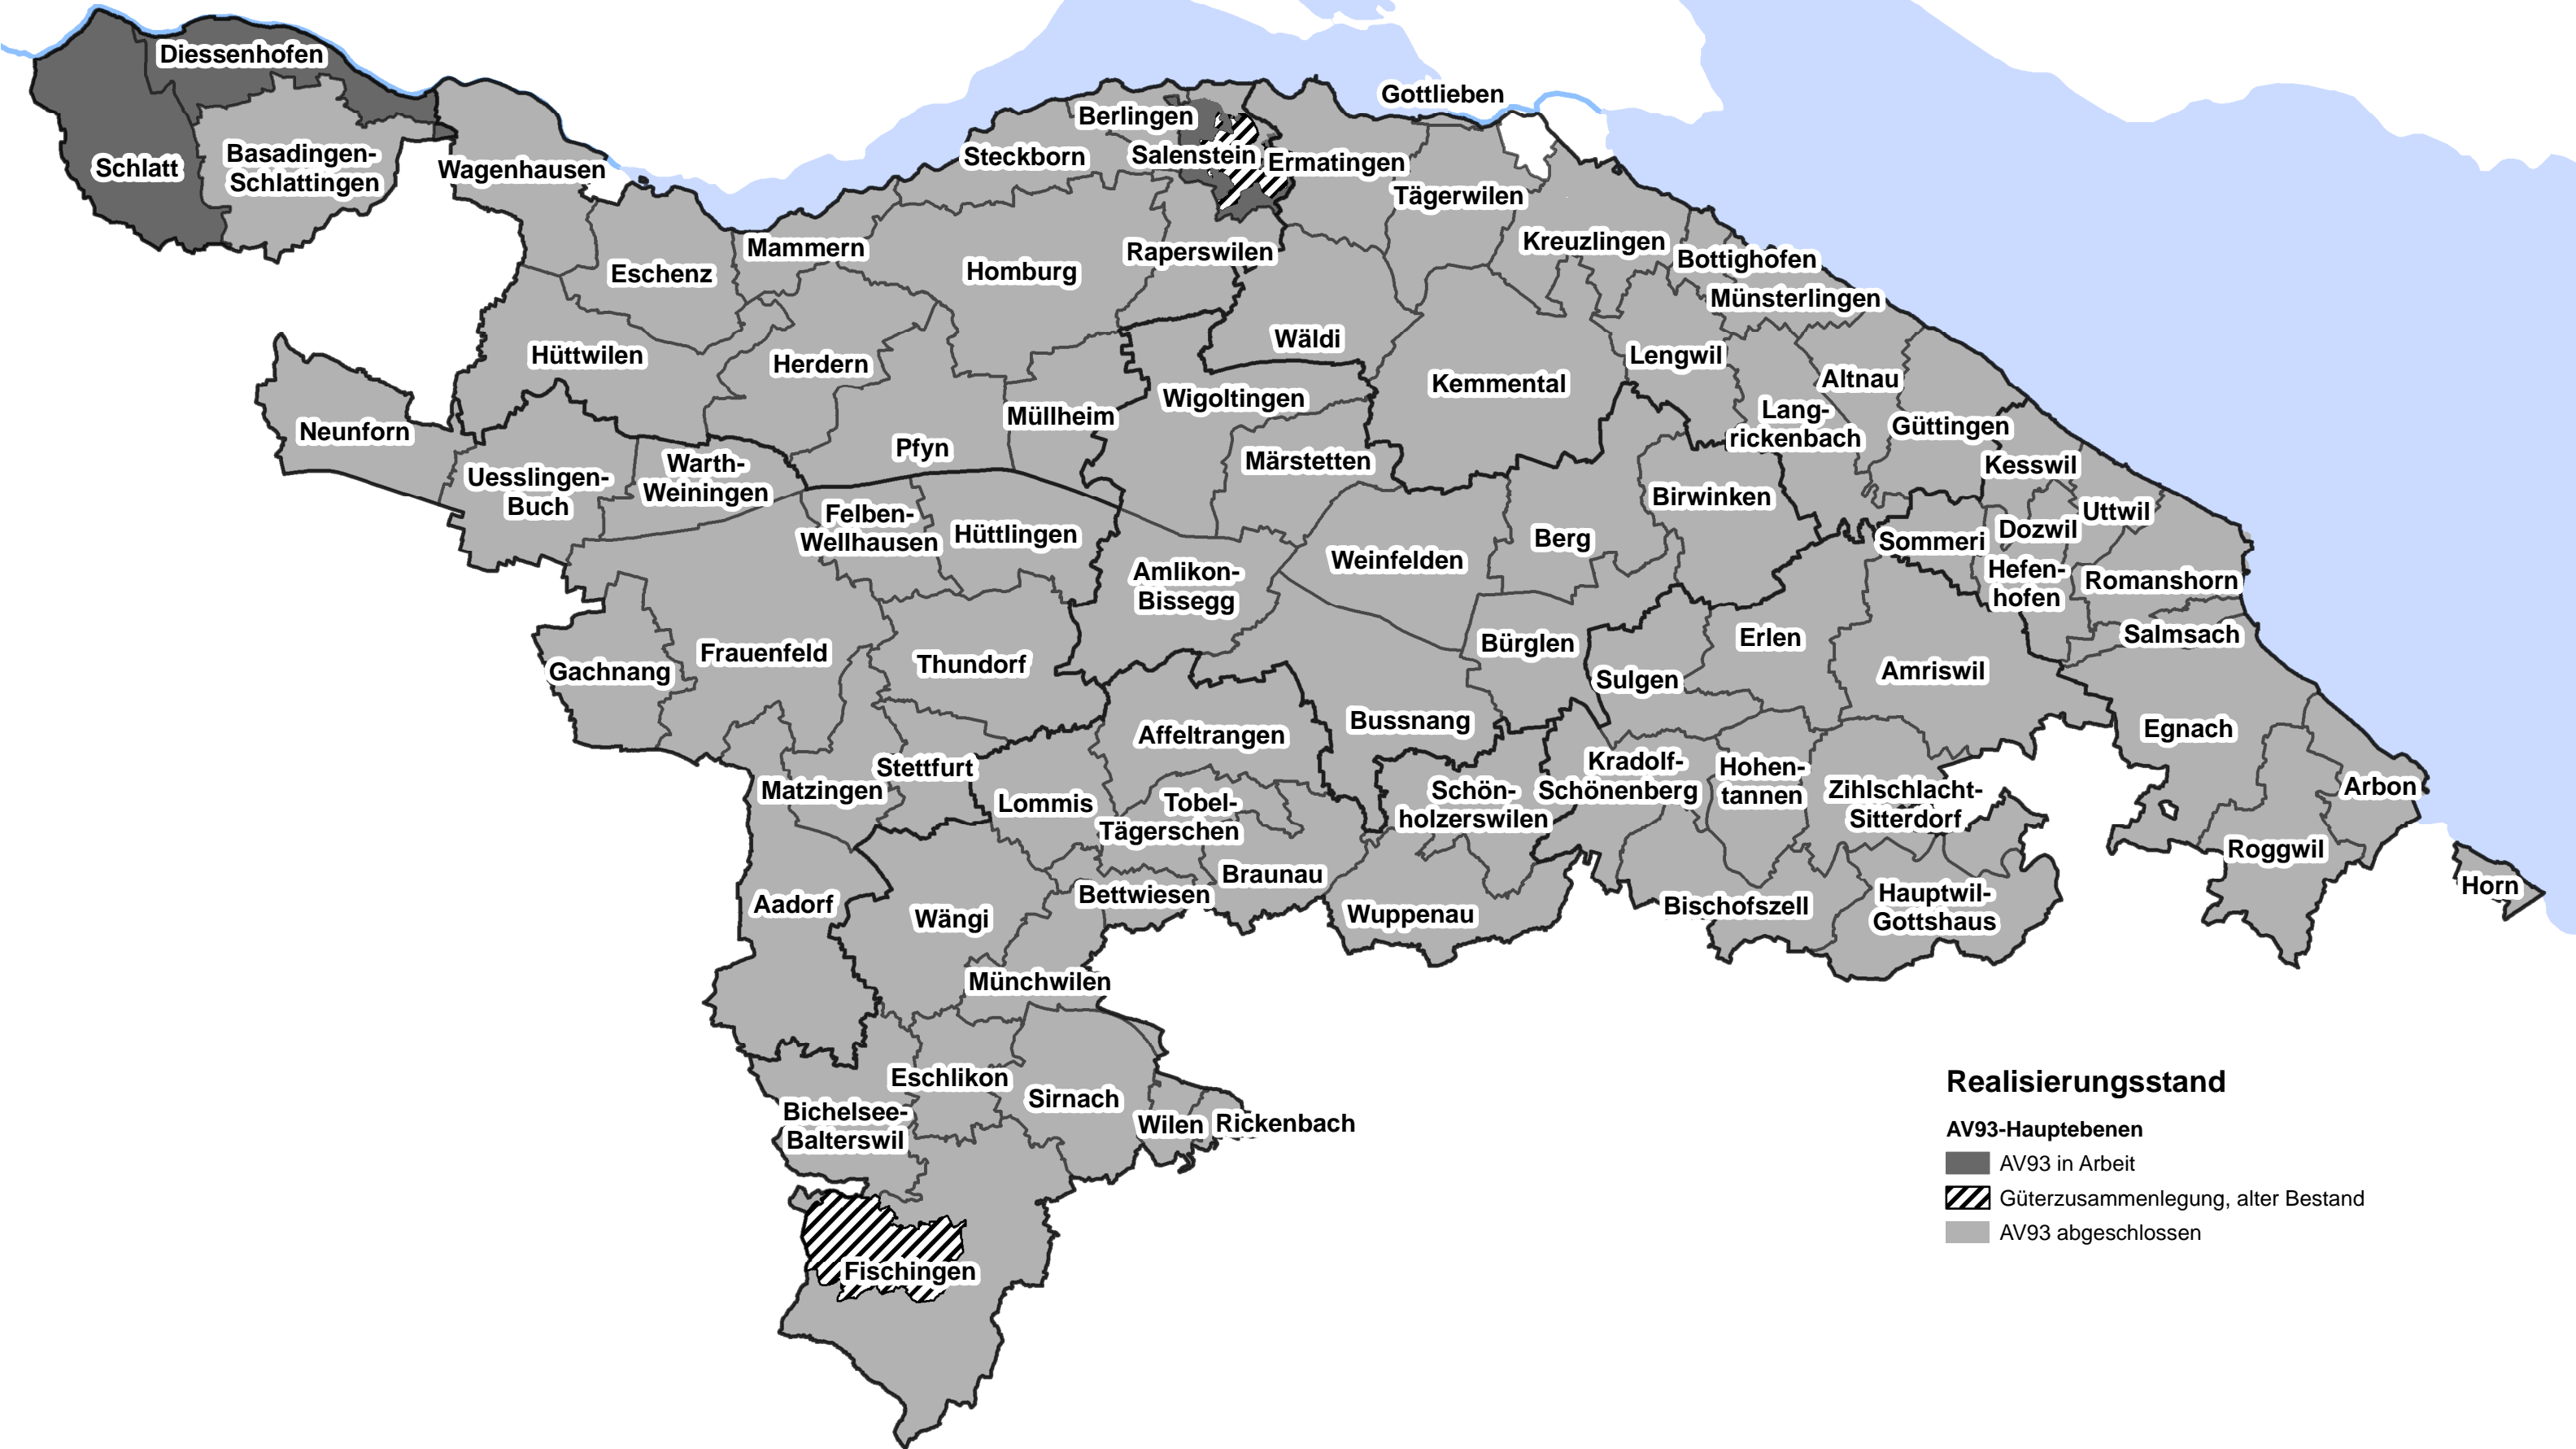 Diessenhofen
Schlatt
Basadingen-
Schlattingen
Wagenhausen
Gottlieben
Berlingen
Steckborn
Salenstein
Ermatingen
Tägerwilen
Mammern
Eschenz
Homburg
Raperswilen
Kreuzlingen
Bottighofen
Münsterlingen
Hüttwilen
Herdern
Wäldi
Lengwil
Kemmental
Altnau
Neunforn
Müllheim
Wigoltingen
Lang-
rickenbach
Güttingen
Pfyn
Märstetten
Kesswil
Uesslingen-
Buch
Warth-
Weiningen
Birwinken
Uttwil
Felben-
Wellhausen
Hüttlingen
Berg
Sommeri
Dozwil
Weinfelden
Amlikon-
Bissegg
Hefen-
hofen
Romanshorn
Gachnang
Frauenfeld
Thundorf
Bürglen
Sulgen
Erlen
Amriswil
Salmsach
Affeltrangen
Bussnang
Egnach
Matzingen
Stettfurt
Lommis
Tobel-
Tägerschen
Schön-
holzerswilen
Kradolf-
Schönenberg
Hohen-
tannen
Zihlschlacht-
Sitterdorf
Arbon
Roggwil
Horn
Aadorf
Wängi
Bettwiesen
Braunau
Wuppenau
Bischofszell
Hauptwil-
Gottshaus
Münchwilen
Eschlikon
Sirnach
Bichelsee-
Balterswil
Wilen
Rickenbach
Fischingen
Realisierungsstand
AV93-Hauptebenen
AV93 in Arbeit
Güterzusammenlegung, alter Bestand
AV93 abgeschlossen